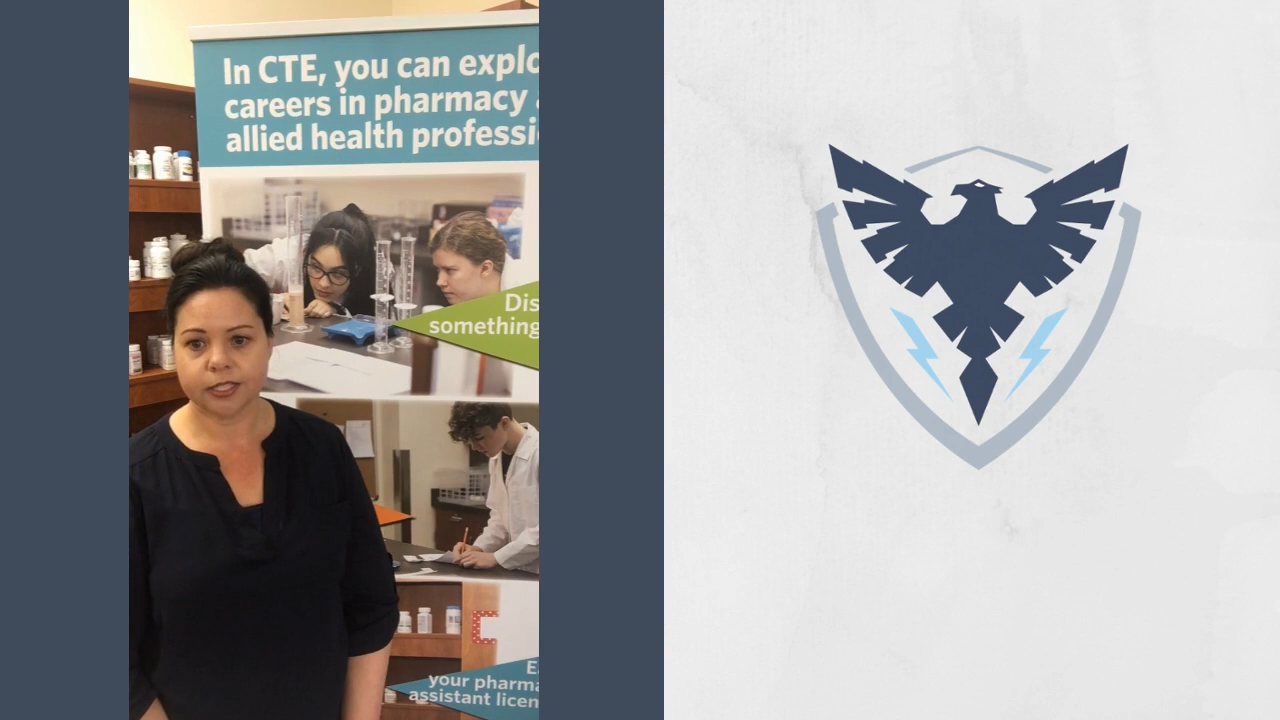 In CTE, you can explo
careers in pharmacy
allied health professi
Dis
something
E
your pharma
assistant licen